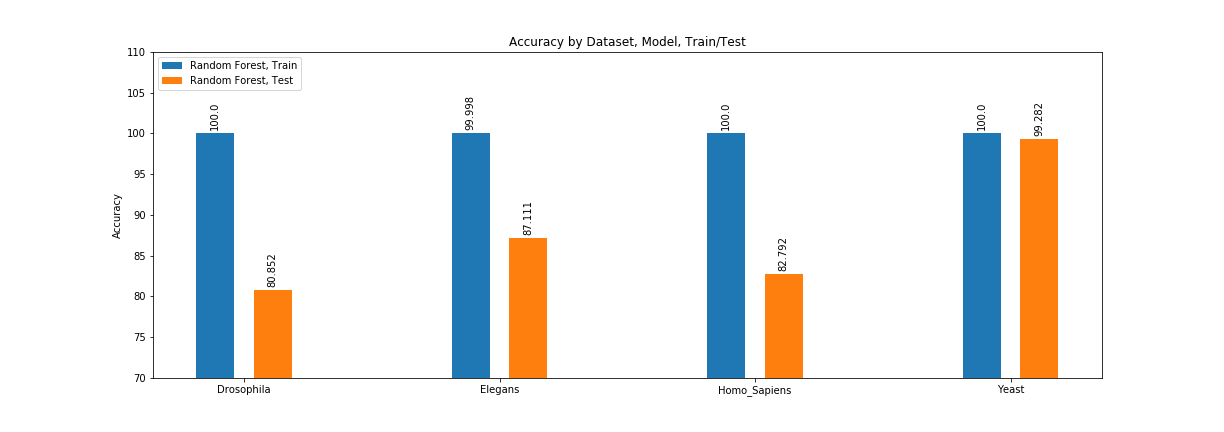 Accuracy by Dataset, Model, Train/Test
110
105
100
95
90
85
80
75
70
Accuracy
Random Forest, Train
Random Forest, Test
100.0
80.852
99.998
87.111
100.0
82.792
100.0
99.282
Drosophila
Elegans
Homo_Sapiens
Yeast